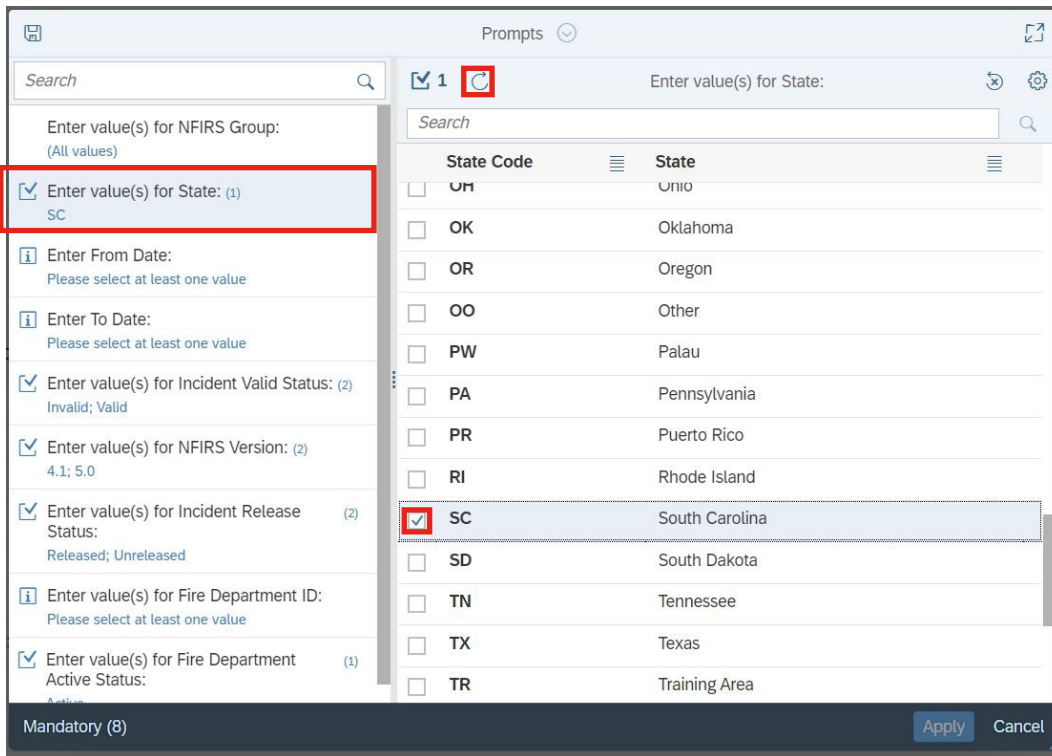 Prompts
Search
Enter value(s) for NFIRS Group:
(All values)
Enter value(s) for State: (1)
SC
Enter From Date:
Please select at least one value
Enter To Date:
Please select at least one value
Enter value(s) for Incident Valid Status: (2)
Invalid; Valid
Enter value(s) for NFIRS Version: (2)
4.1; 5.0
Enter value(s) for Incident Release (2)
Status:
Released; Unreleased
Enter value(s) for Fire Department ID:
Please select at least one value
Enter value(s) for Fire Department (1)
Active Status:
Active
1 Enter value(s) for State:
Search
State Code State
OH Ohio
OK Oklahoma
OR Oregon
OO Other
PW Palau
PA Pennsylvania
PR Puerto Rico
RI Rhode Island
SC South Carolina
SD South Dakota
TN Tennessee
TX Texas
TR Training Area
Mandatory (8) Apply Cancel